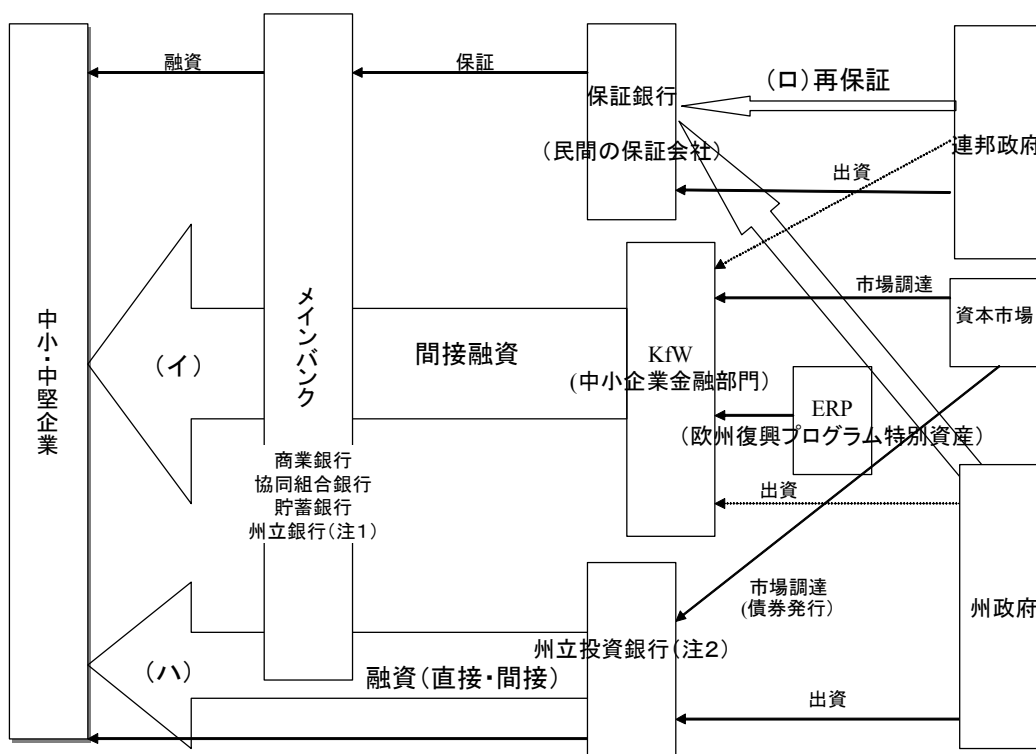 融資
保証
保証銀行
（民間の保証会社）
（ロ）再保証
連邦政府
出資
市場調達
資本市場
中小・中堅企業
（イ）
メインバンク
商業銀行
協同組合銀行
貯蓄銀行
州立銀行（注１）
間接融資
KfW
(中小企業金融部門)
ERP
（欧州復興プログラム特別資産）
出資
市場調達
(債券発行)
州政府
（ハ）
州立投資銀行（注２）
融資（直接・間接）
出資